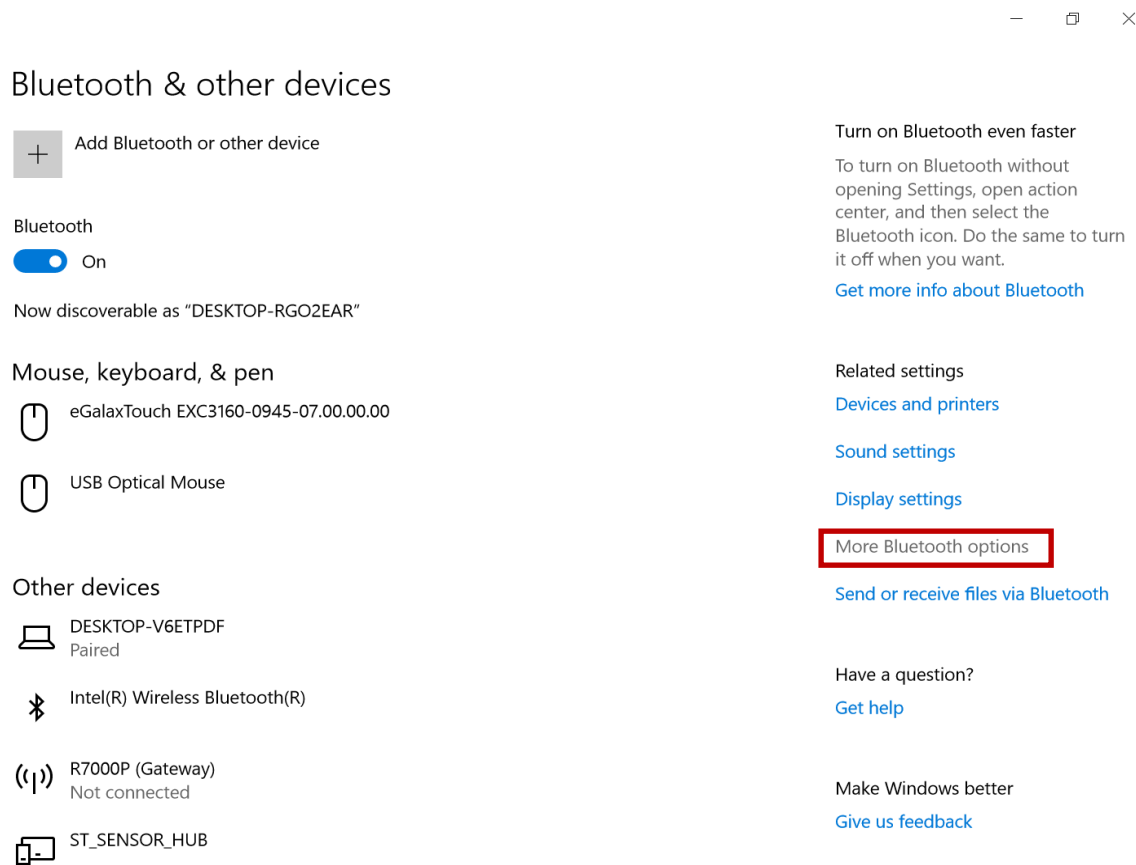 Bluetooth & other devices
Add Bluetooth or other device
Bluetooth
On
Now discoverable as “DESKTOP-RGO2EAR”
Mouse, keyboard, & pen
eGalaxTouch EXC3160-0945-07.00.00.00
USB Optical Mouse
Other devices
DESKTOP-V6ETPDF
Paired
Intel(R) Wireless Bluetooth(R)
R7000P (Gateway)
Not connected
ST_SENSOR_HUB
Turn on Bluetooth even faster
To turn on Bluetooth without
opening Settings, open action
center, and then select the
Bluetooth icon. Do the same to turn
it off when you want.
Get more info about Bluetooth
Related settings
Devices and printers
Sound settings
Display settings
More Bluetooth options
Send or receive files via Bluetooth
Have a question?
Get help
Make Windows better
Give us feedback